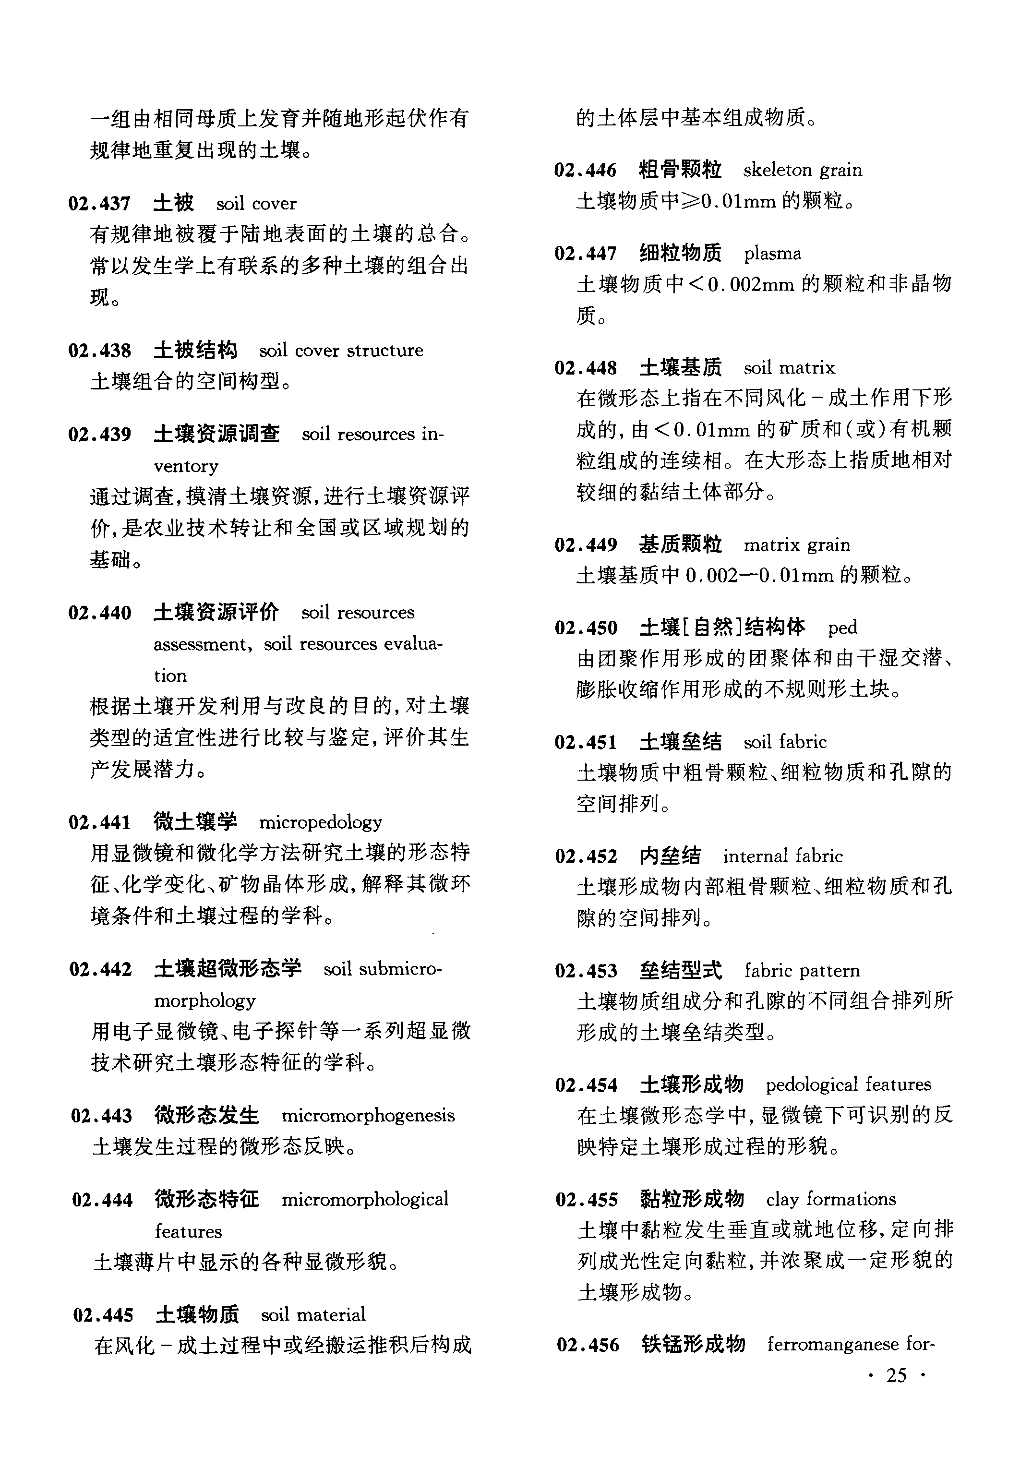 一组由相同母质上发育并随地形起伏作有
规律地重复出现的土壤。
02.437 土被 soil cover
有规律地被覆于陆地表面的土壤的总合。
常以发生学上有联系的多种土壤的组合出
现。
02.438 土被结构 soil cover structure
土壤组合的空间构型。
02.439 土壤资源调查 soil resources in-
ventory
通过调查,摸清土壤资源,进行土壤资源评
价,是农业技术转让和全国或区域规划的
基础。
02.440 土壤资源评价 soil resources
assessment, soil resources evalua-
tion
根据土壤开发利用与改良的目的,对土壤
类型的适宜性进行比较与鉴定,评价其生
产发展潜力。
02.441 微土壤学 micropedology
用显微镜和微化学方法研究土壤的形态特
征、化学变化、矿物晶体形成,解释其微环
境条件和土壤过程的学科。
02.442 土壤超微形态学 soil submicro-
morphology
用电子显微镜、电子探针等一系列超显微
技术研究土壤形态特征的学科。
02.443 微形态发生 micromorphogenesis
土壤发生过程的微形态反映。
02.444 微形态特征 micromorphological
features
土壤薄片中显示的各种显微形貌。
02.445 土壤物质 soil material
在风化－成土过程中或经搬运推积后构成
的土体层中基本组成物质。
02.446 粗骨颗粒 skeleton grain
土壤物质中≥0.01mm的颗粒。
02.447 细粒物质 plasma
土壤物质中<0.002mm的颗粒和非晶物
质。
02.448 土壤基质 soil matrix
在微形态上指在不同风化－成土作用下形
成的,由<0.01mm的矿质和(或)有机颗
粒组成的连续相。在大形态上指质地相对
较细的黏结土体部分。
02.449 基质颗粒 matrix grain
土壤基质中0.002—0.01mm的颗粒。
02.450 土壤[自然]结构体 ped
由团聚作用形成的团聚体和由干湿交潜、
膨胀收缩作用形成的不规则形土块。
02.451 土壤垒结 soil fabric
土壤物质中粗骨颗粒、细粒物质和孔隙的
空间排列。
02.452 内垒结 internal fabric
土壤形成物内部粗骨颗粒、细粒物质和孔
隙的空间排列。
02.453 垒结型式 fabric pattern
土壤物质组成分和孔隙的不同组合排列所
形成的土壤垒结类型。
02.454 土壤形成物 pedological features
在土壤微形态学中,显微镜下可识别的反
映特定土壤形成过程的形貌。
02.455 黏粒形成物 clay formations
土壤中黏粒发生垂直或就地位移,定向排
列成光性定向黏粒,并浓聚成一定形貌的
土壤形成物。
02.456 铁锰形成物 ferromanganese for-
· 25 ·